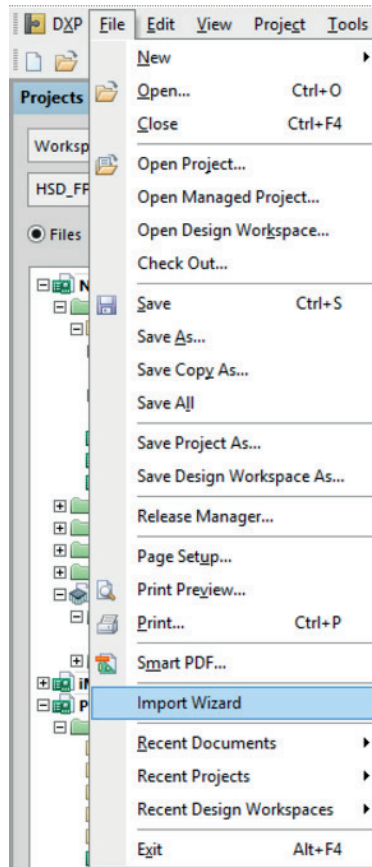 DXP File Edit View Project Tools
New
Projects
Open... Ctrl+O
Close Ctrl+F4
Worksp
Open Project...
HSD_FP
Open Managed Project...
Files
Open Design Workspace...
Check Out...
N
Save Ctrl+S
Save As...
Save Copy As...
Save All
Save Project As...
Save Design Workspace As...
Release Manager...
Page Setup...
Print Preview...
Print... Ctrl+P
Smart PDF...
iM
Import Wizard
P
Recent Documents
Recent Projects
Recent Design Workspaces
Exit Alt+F4